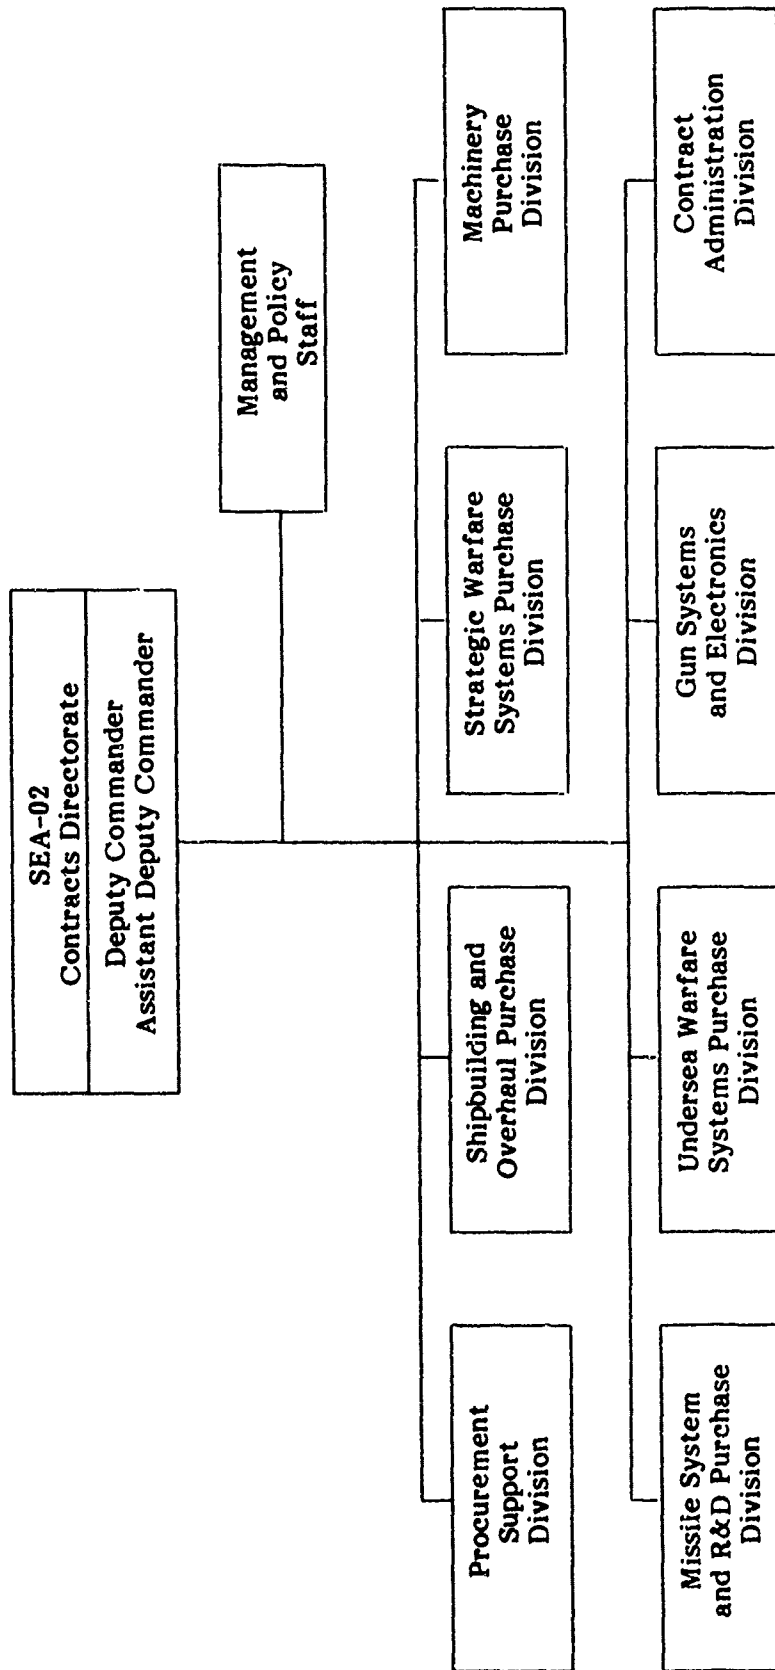 SEA-02
Contracts Directorate
Deputy Commander
Assistant Deputy Commander
Management
and Policy
Staff
Procurement
Support
Division
Shipbuilding and
Overhaul Purchase
Division
Strategic Warfare
Systems Purchase
Division
Machinery
Purchase
Division
Missile System
and R&D Purchase
Division
Undersea Warfare
Systems Purchase
Division
Gun Systems
and Electronics
Division
Contract
Administration
Division